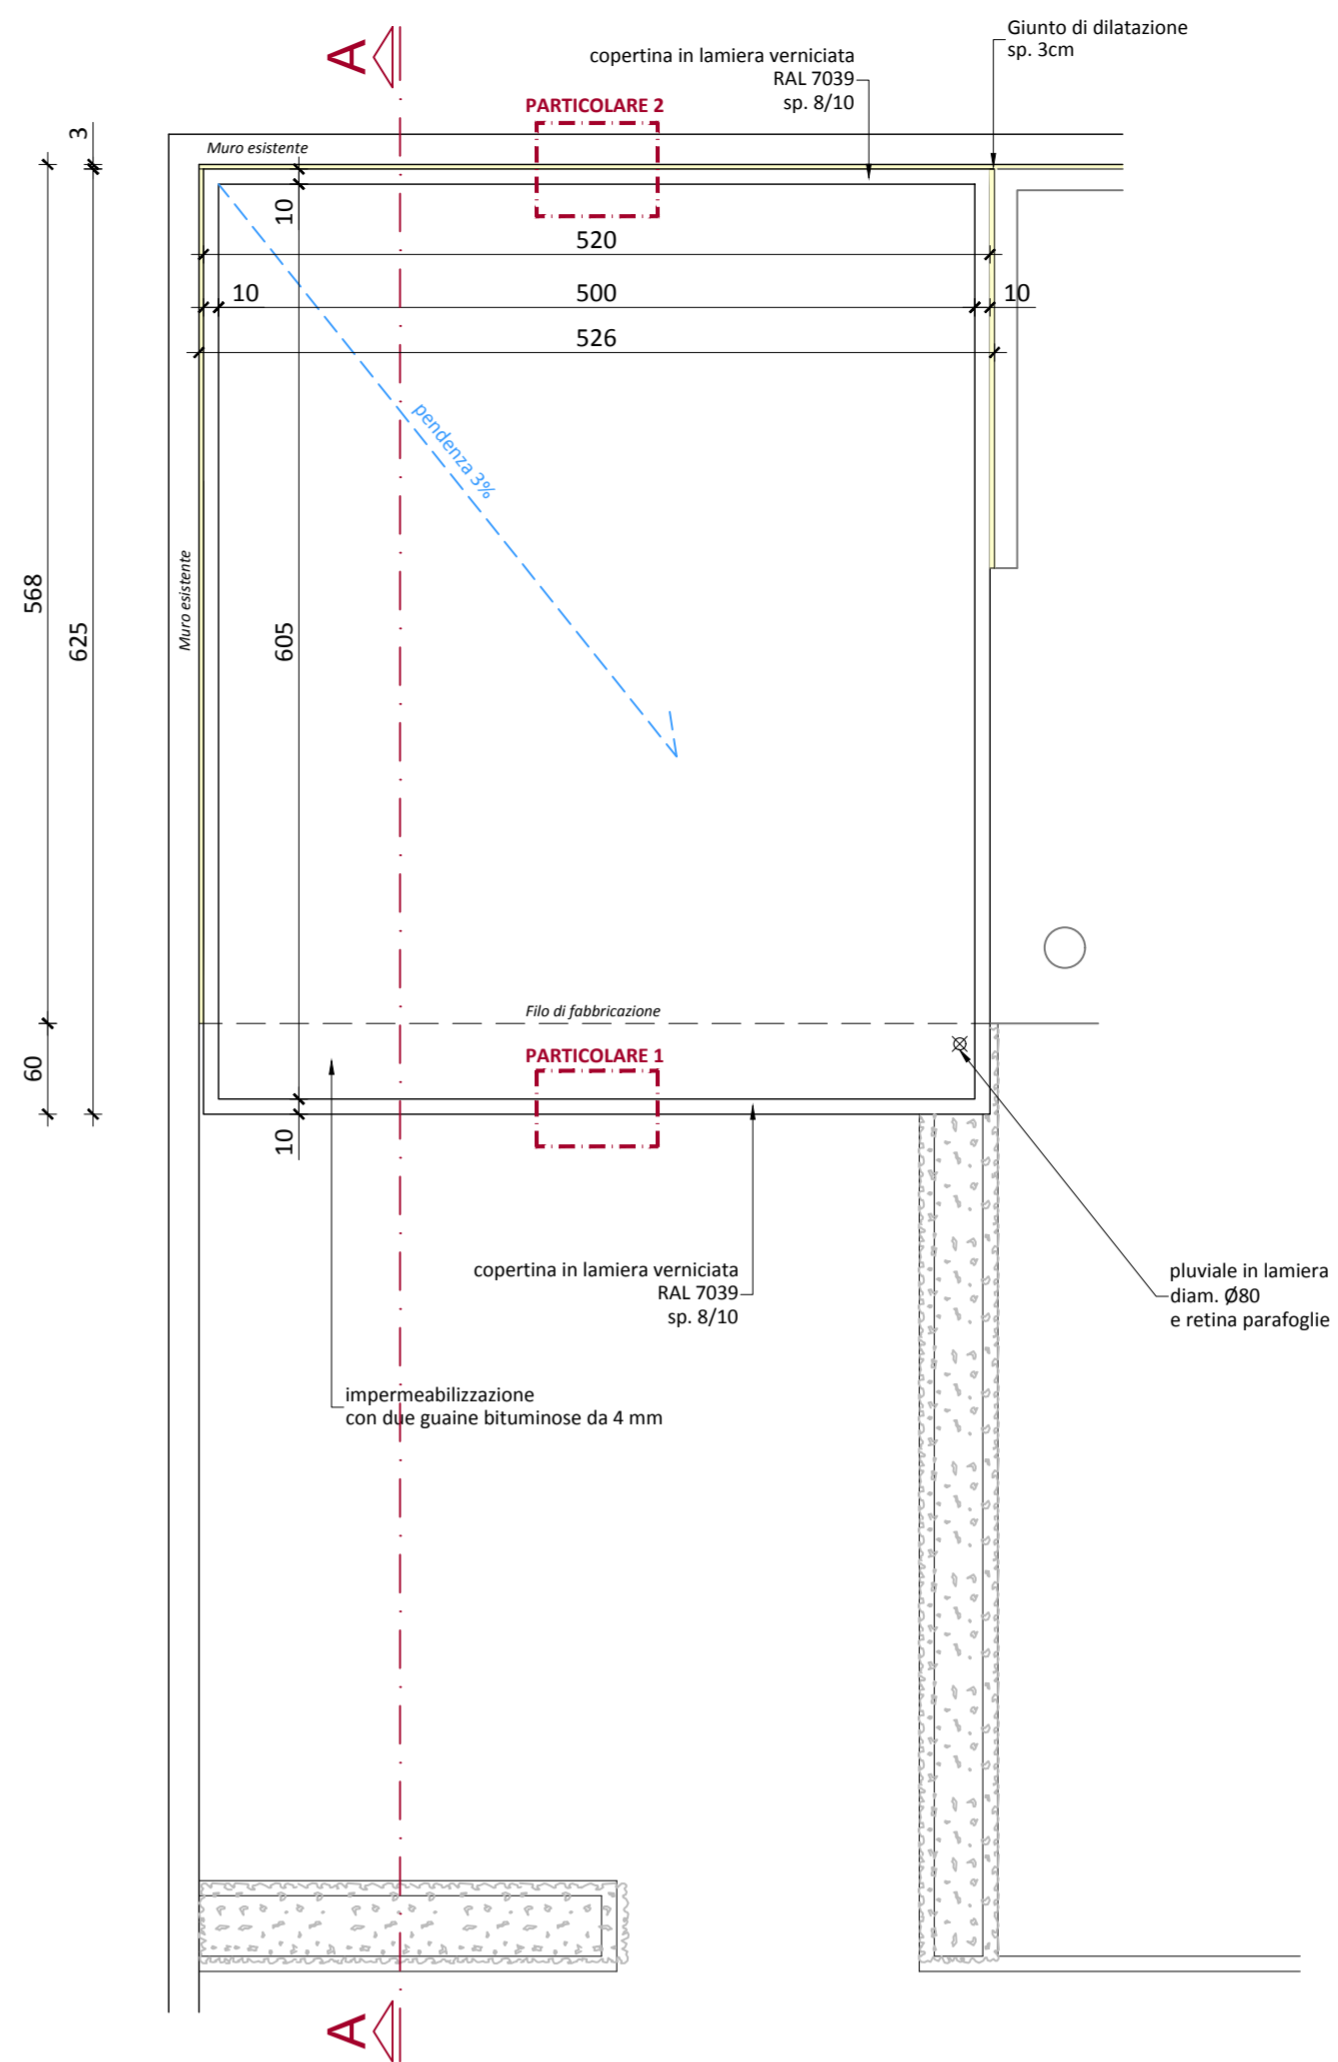 A
Giunto di dilatazione
sp. 3cm
copertina in lamiera verniciata
RAL 7039
sp. 8/10
PARTICOLARE 2
3
Muro esistente
10
520
10
500
10
526
pendenza 3%
568
625
Muro esistente
605
Filo di fabbricazione
PARTICOLARE 1
60
10
copertina in lamiera verniciata
RAL 7039
sp. 8/10
pluviale in lamiera
diam. Ø80
e retina parafoglie
impermeabilizzazione
con due guaine bituminose da 4 mm
A